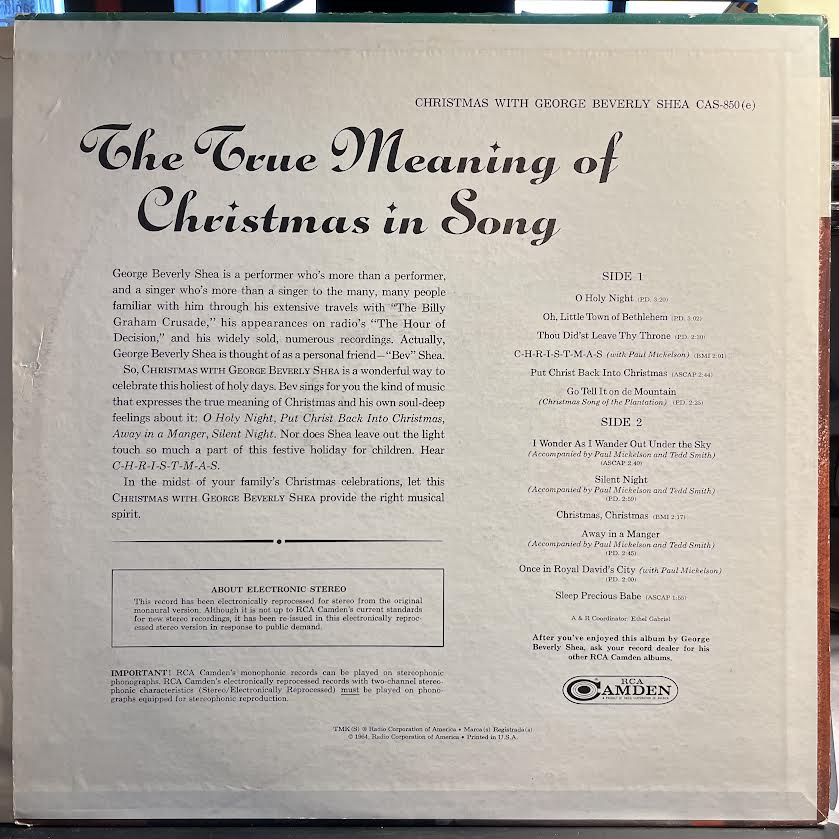 CHRISTMAS WITH GEORGE BEVERLY SHEA CAS-850(e)
The True Meaning of
Christmas in Song
George Beverly Shea is a performer who's more than a performer,
and a singer who's more than a singer to the many, many people
familiar with him through his extensive travels with "The Billy
Graham Crusade," his appearances on radio's "The Hour of
Decision," and his widely sold, numerous recordings. Actually,
George Beverly Shea is thought of as a personal friend—"Bev" Shea.
So, CHRISTMAS WITH GEORGE BEVERLY SHEA is a wonderful way to
celebrate this holiest of holy days. Bev sings for you the kind of music
that expresses the true meaning of Christmas and his own soul-deep
feelings about it: O Holy Night, Put Christ Back Into Christmas,
Away in a Manger, Silent Night. Nor does Shea leave out the light
touch so much a part of this festive holiday for children. Hear
C-H-R-I-S-T-M-A-S.
In the midst of your family's Christmas celebrations, let this
CHRISTMAS WITH GEORGE BEVERLY SHEA provide the right musical
spirit.
ABOUT ELECTRONIC STEREO
This record has been electronically reprocessed for stereo from the original
monaural version. Although it is not up to RCA Camden's current standards
for new stereo recordings, it has been re-issued in this electronically reproc-
essed stereo version in response to public demand.
IMPORTANT! RCA Camden's monophonic records can be played on stereophonic
phonographs. RCA Camden's electronically reprocessed records with two-channel stereo-
phonic characteristics (Stereo/Electronically Reprocessed) must be played on phono-
graphs equipped for stereophonic reproduction.
SIDE 1
O Holy Night (P.D. 3:20)
Oh, Little Town of Bethlehem (P.D. 3:02)
Thou Did'st Leave Thy Throne (P.D. 2:30)
C-H-R-I-S-T-M-A-S (with Paul Mickelson) (BMI 2:01)
Put Christ Back Into Christmas (ASCAP 2:44)
Go Tell It on de Mountain
(Christmas Song of the Plantation) (P.D. 2:25)
SIDE 2
I Wonder As I Wander Out Under the Sky
(Accompanied by Paul Mickelson and Tedd Smith)
(ASCAP 2:40)
Silent Night
(Accompanied by Paul Mickelson and Tedd Smith)
(P.D. 2:59)
Christmas, Christmas (BMI 2:17)
Away in a Manger
(Accompanied by Paul Mickelson and Tedd Smith)
(P.D. 2:45)
Once in Royal David's City (with Paul Mickelson)
(P.D. 2:00)
Sleep Precious Babe (ASCAP 1:55)
A & R Coordinator: Ethel Gabriel
After you've enjoyed this album by George
Beverly Shea, ask your record dealer for his
other RCA Camden albums.
RCA
CAMDEN
TMK(S) ® Radio Corporation of America • Marca(s) Registrada(s)
© 1964, Radio Corporation of America • Printed in U.S.A.